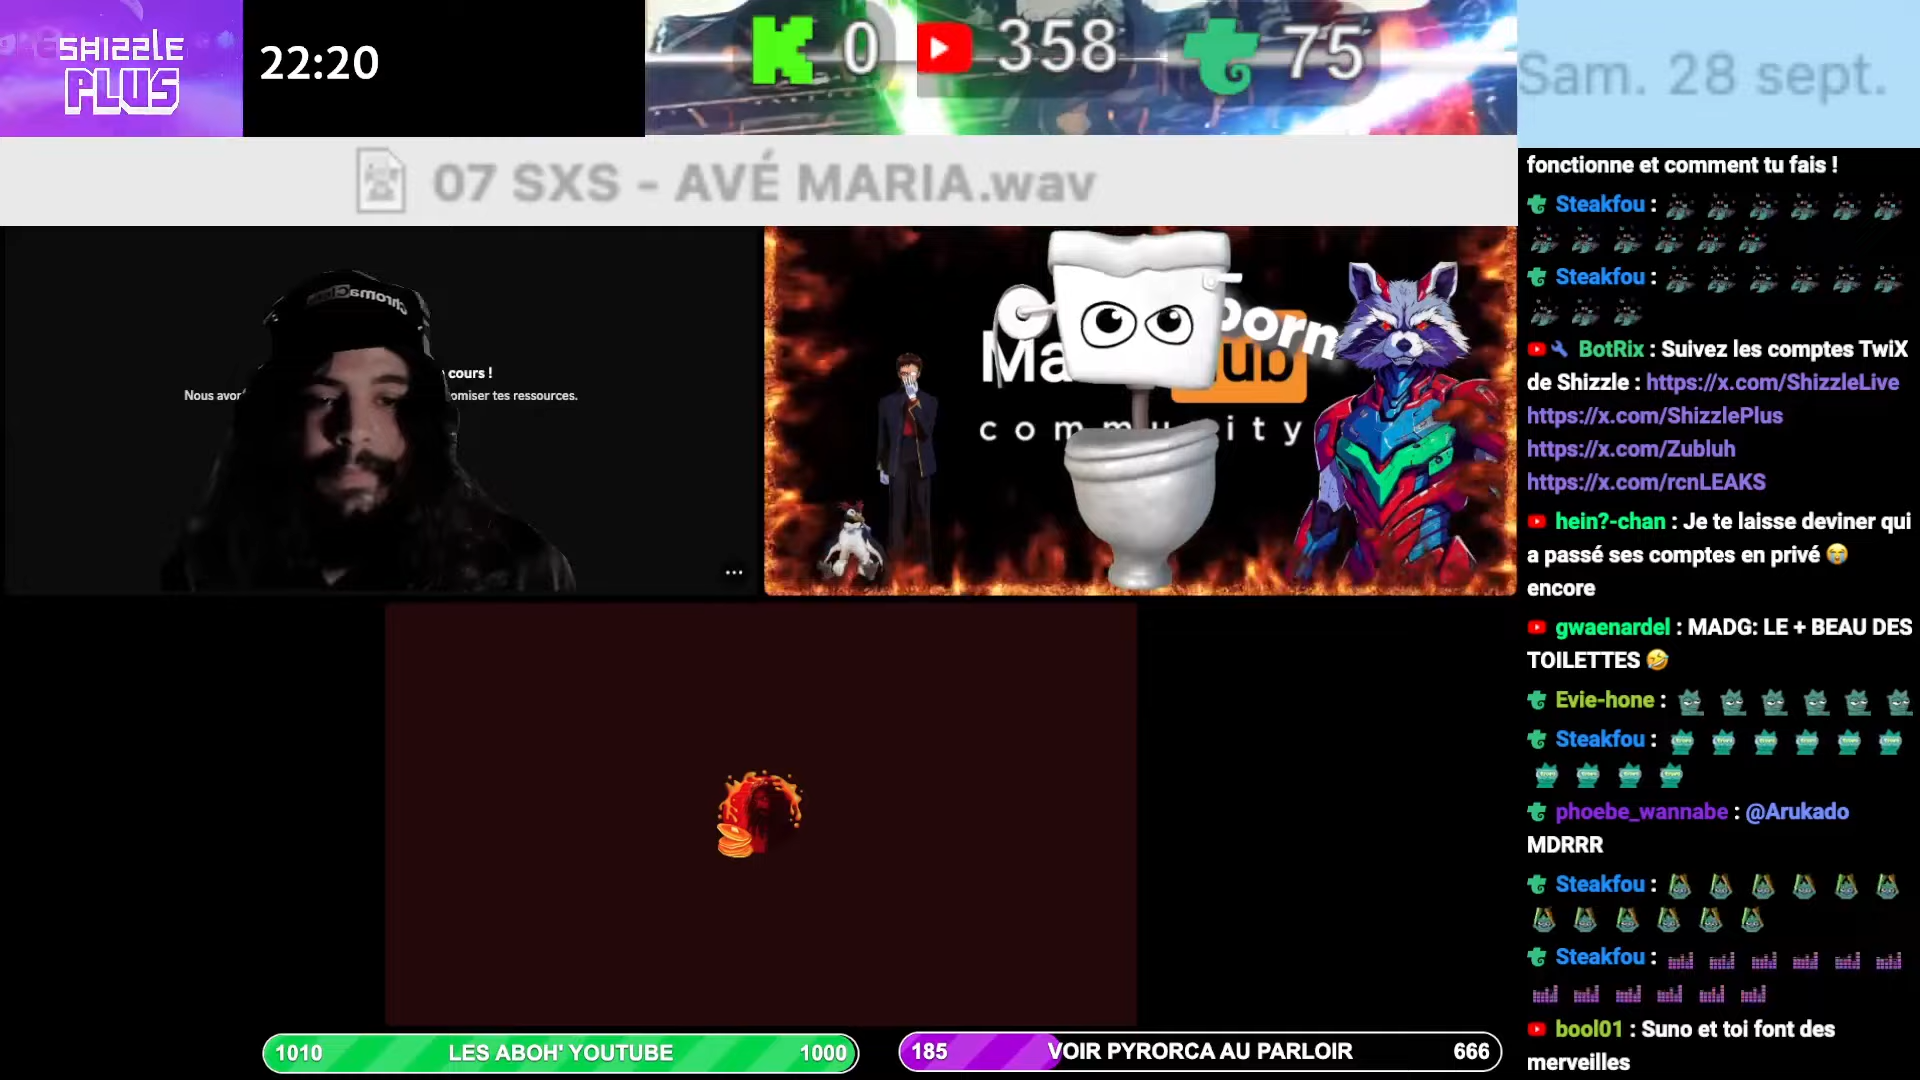 SHIZZLE
PLUS
22:20
0
358
75
Sam. 28 sept.
07 SXS - AVÉ MARIA.wav
cours !
Nous avor
omiser tes ressources.
born
Ma
ub
comm
ity
fonctionne et comment tu fais !
Steakfou :
Steakfou :
BotRix : Suivez les comptes TwiX
de Shizzle : https://x.com/ShizzleLive
https://x.com/ShizzlePlus
https://x.com/Zubluh
https://x.com/rcnLEAKS
hein?-chan : Je te laisse deviner qui
a passé ses comptes en privé 😭
encore
gwaenardel : MADG: LE + BEAU DES
TOILETTES 🤣
Evie-hone :
Steakfou :
phoebe_wannabe : @Arukado
MDRRR
Steakfou :
Steakfou :
bool01 : Suno et toi font des
merveilles
1010 LES ABOH' YOUTUBE 1000
185 VOIR PYRORCA AU PARLOIR 666